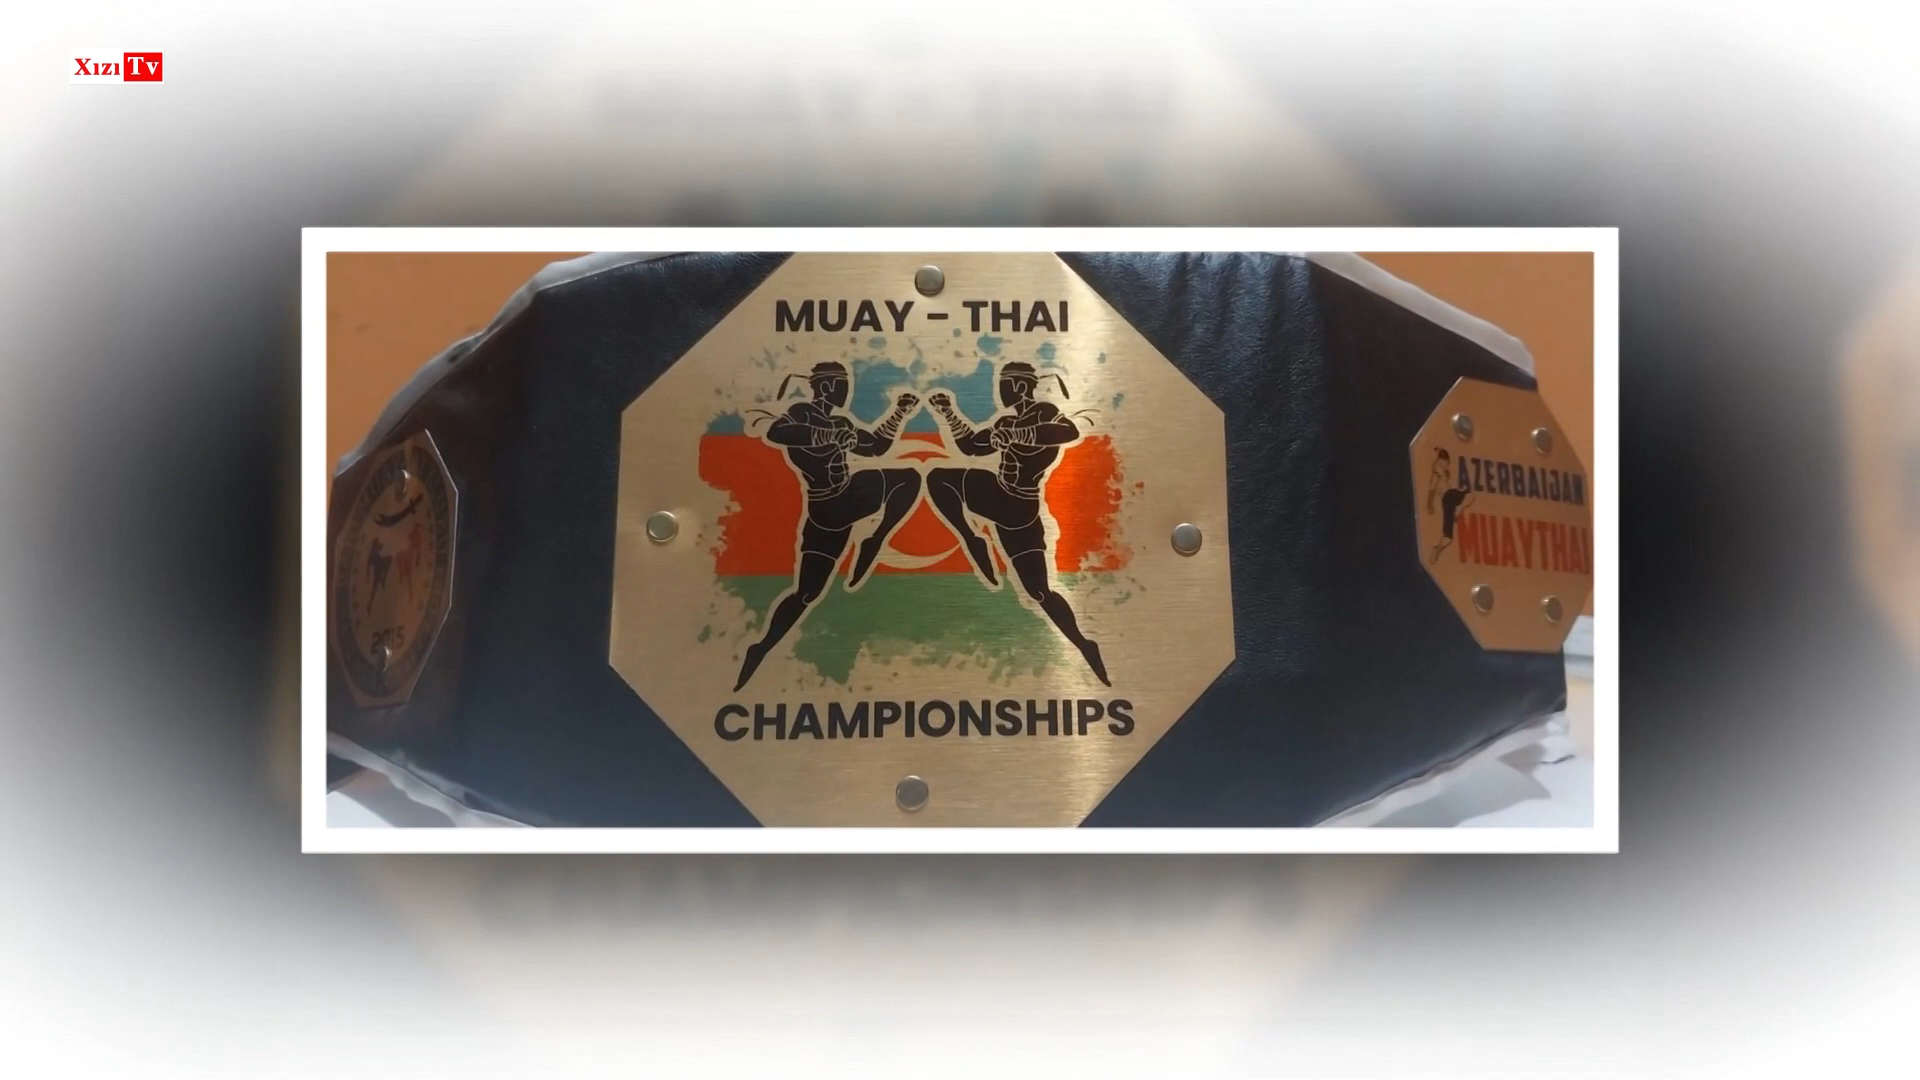 Xızı Tv
MUAY - THAI
CHAMPIONSHIPS
AZERBAIJAN
MUAYTHAI